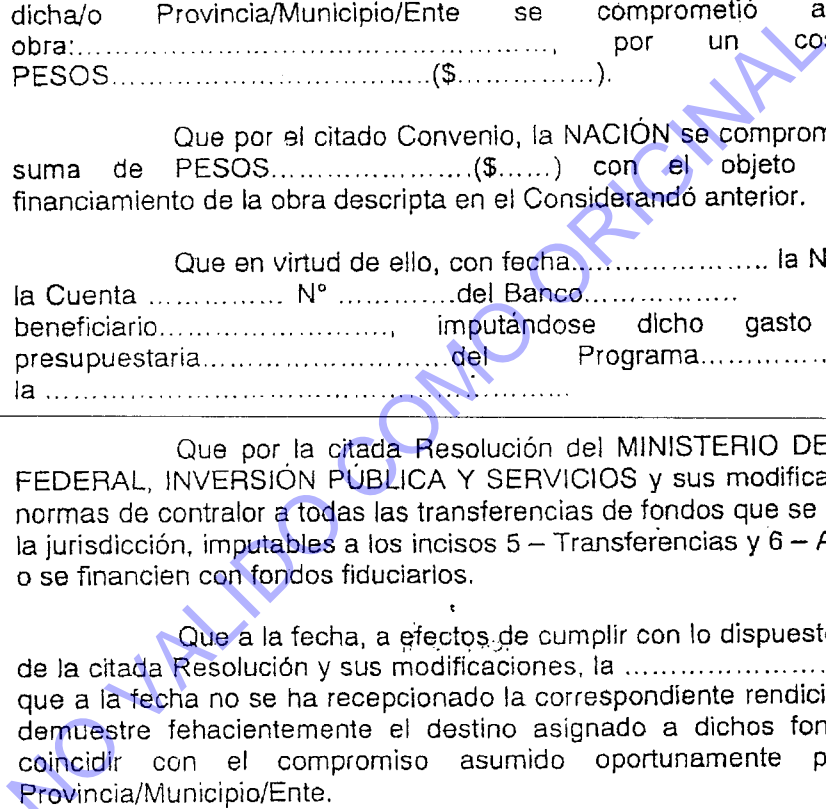 dicha/o Provincia/Municipio/Ente se comprometió a
obra:............................................., por un cos
PESOS.................................($...............).
Que por el citado Convenio, la NACIÓN se comprom
suma de PESOS.....................($......) con el objeto
financiamiento de la obra descripta en el Considerando anterior.
Que en virtud de ello, con fecha..................... la N
la Cuenta ............... N° .............del Banco.................
beneficiario........................, imputándose dicho gasto
presupuestaria.........................del Programa..............
la .......................................................
Que por la citada Resolución del MINISTERIO DE
FEDERAL, INVERSIÓN PÚBLICA Y SERVICIOS y sus modifica
normas de contralor a todas las transferencias de fondos que se
la jurisdicción, imputables a los incisos 5 – Transferencias y 6 – A
o se financien con fondos fiduciarios.
Que a la fecha, a efectos de cumplir con lo dispuest
de la citada Resolución y sus modificaciones, la .....................
que a la fecha no se ha recepcionado la correspondiente rendici
demuestre fehacientemente el destino asignado a dichos fon
coincidir con el compromiso asumido oportunamente p
Provincia/Municipio/Ente.
NO VALIDO COMO ORIGINAL